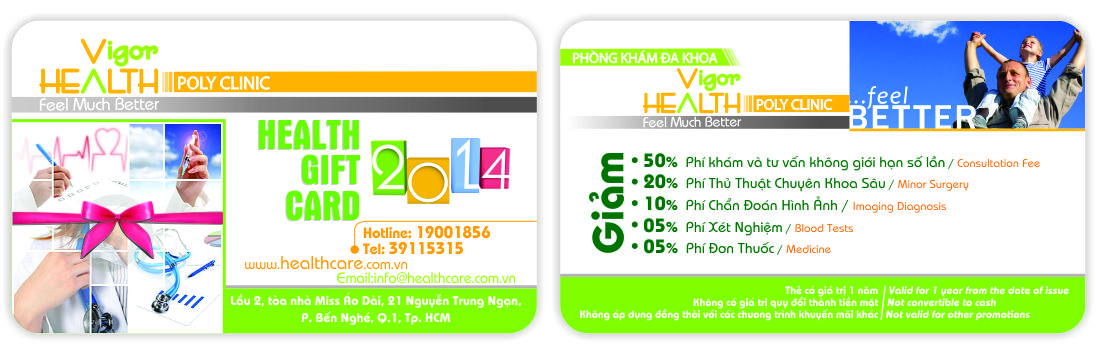 Vigor
HEALTH POLY CLINIC
Feel Much Better
HEALTH
GIFT
CARD
2014
Hotline: 19001856
Tel: 39115315
www.healthcare.com.vn
Email:info@healthcare.com.vn
Lầu 2, tòa nhà Miss Áo Dài, 21 Nguyễn Trung Ngạn,
P. Bến Nghé, Q.1, Tp. HCM
PHÒNG KHÁM ĐA KHOA
Vigor
HEALTH POLY CLINIC
Feel Much Better
...feel
BETTER
Giảm
• 50% Phí khám và tư vấn không giới hạn số lần / Consultation Fee
• 20% Phí Thủ Thuật Chuyên Khoa Sâu / Minor Surgery
• 10% Phí Chẩn Đoán Hình Ảnh / Imaging Diagnosis
• 05% Phí Xét Nghiệm / Blood Tests
• 05% Phí Đơn Thuốc / Medicine
Thẻ có giá trị 1 năm / Valid for 1 year from the date of issue
Không có giá trị quy đổi thành tiền mặt / Not convertible to cash
Không áp dụng đồng thời với các chương trình khuyến mãi khác / Not valid for other promotions